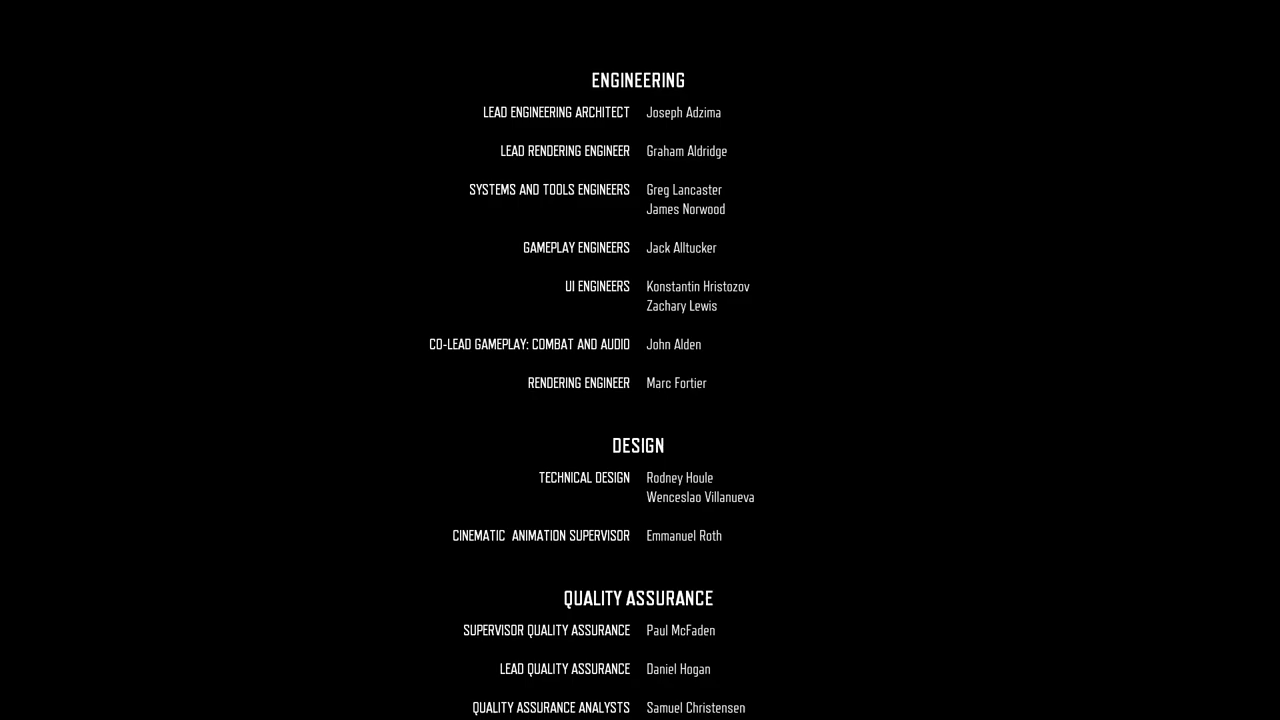 ENGINEERING
LEAD ENGINEERING ARCHITECT Joseph Adzima
LEAD RENDERING ENGINEER Graham Aldridge
SYSTEMS AND TOOLS ENGINEERS Greg Lancaster
James Norwood
GAMEPLAY ENGINEERS Jack Alltucker
UI ENGINEERS Konstantin Hristozov
Zachary Lewis
CO-LEAD GAMEPLAY: COMBAT AND AUDIO John Alden
RENDERING ENGINEER Marc Fortier
DESIGN
TECHNICAL DESIGN Rodney Houle
Wenceslao Villanueva
CINEMATIC  ANIMATION SUPERVISOR Emmanuel Roth
QUALITY ASSURANCE
SUPERVISOR QUALITY ASSURANCE Paul McFaden
LEAD QUALITY ASSURANCE Daniel Hogan
QUALITY ASSURANCE ANALYSTS Samuel Christensen